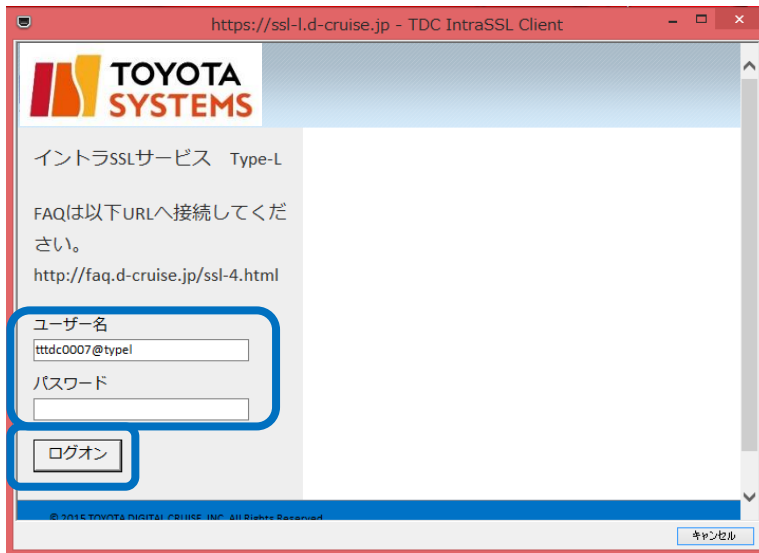 https://ssl-l.d-cruise.jp - TDC IntraSSL Client
TOYOTA
SYSTEMS
イントラSSLサービス　Type-L
FAQは以下URLへ接続してくだ
さい。
http://faq.d-cruise.jp/ssl-4.html
ユーザー名
tttdc0007@typel
パスワード
ログオン
© 2015 TOYOTA DIGITAL CRUISE, INC. All Rights Reserved
キャンセル